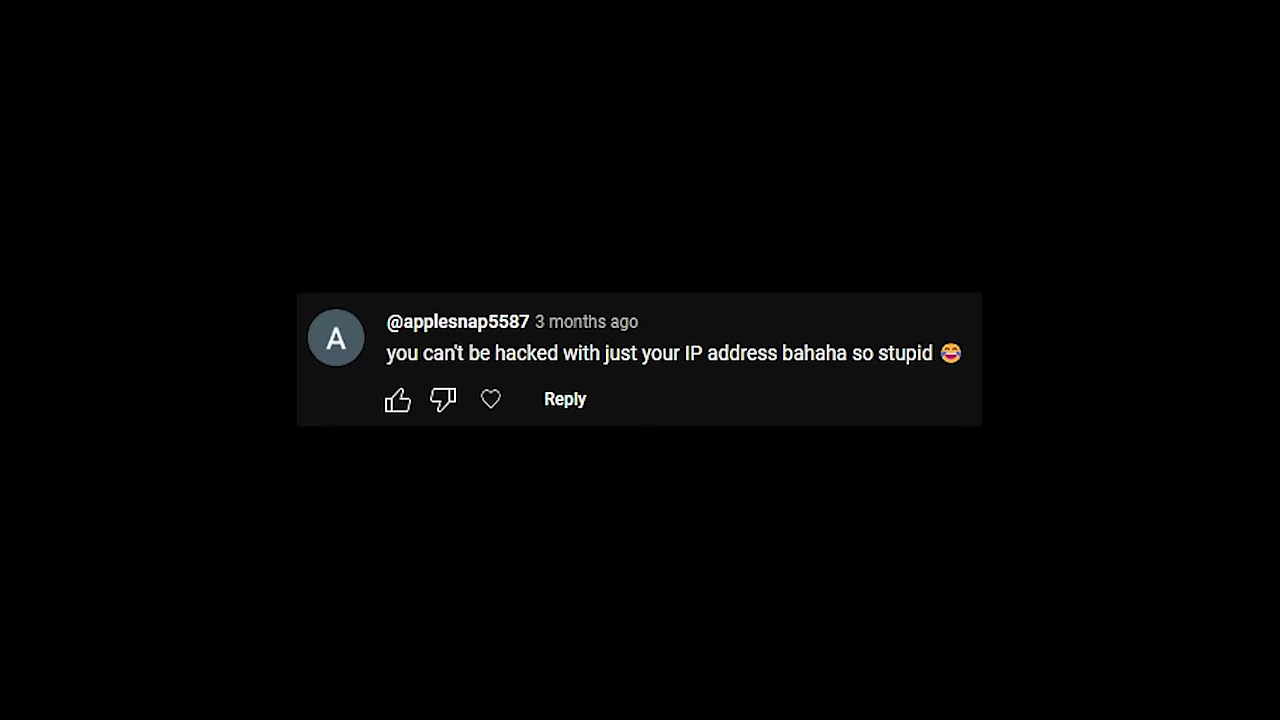 A
@applesnap5587 3 months ago
you can't be hacked with just your IP address bahaha so stupid 😂
Reply